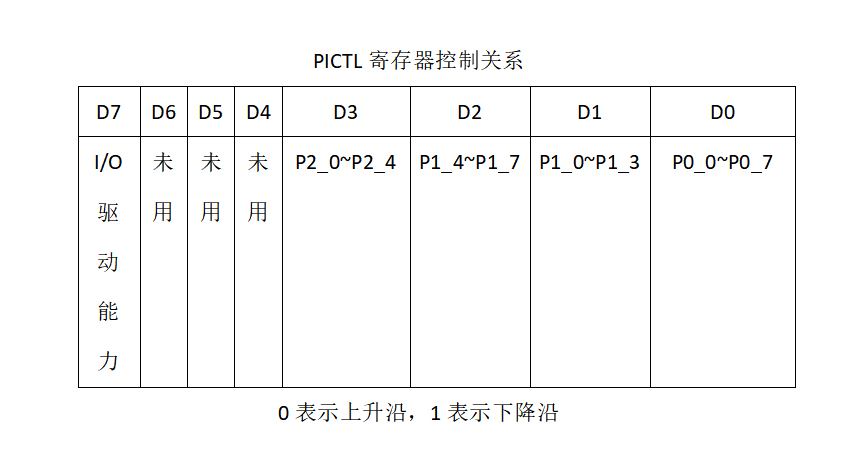 PICTL 寄存器控制关系
D7 D6 D5 D4 D3 D2 D1 D0
I/O 未 未 未 P2_0~P2_4 P1_4~P1_7 P1_0~P1_3 P0_0~P0_7
驱 用 用 用
动
能
力
0 表示上升沿，1 表示下降沿